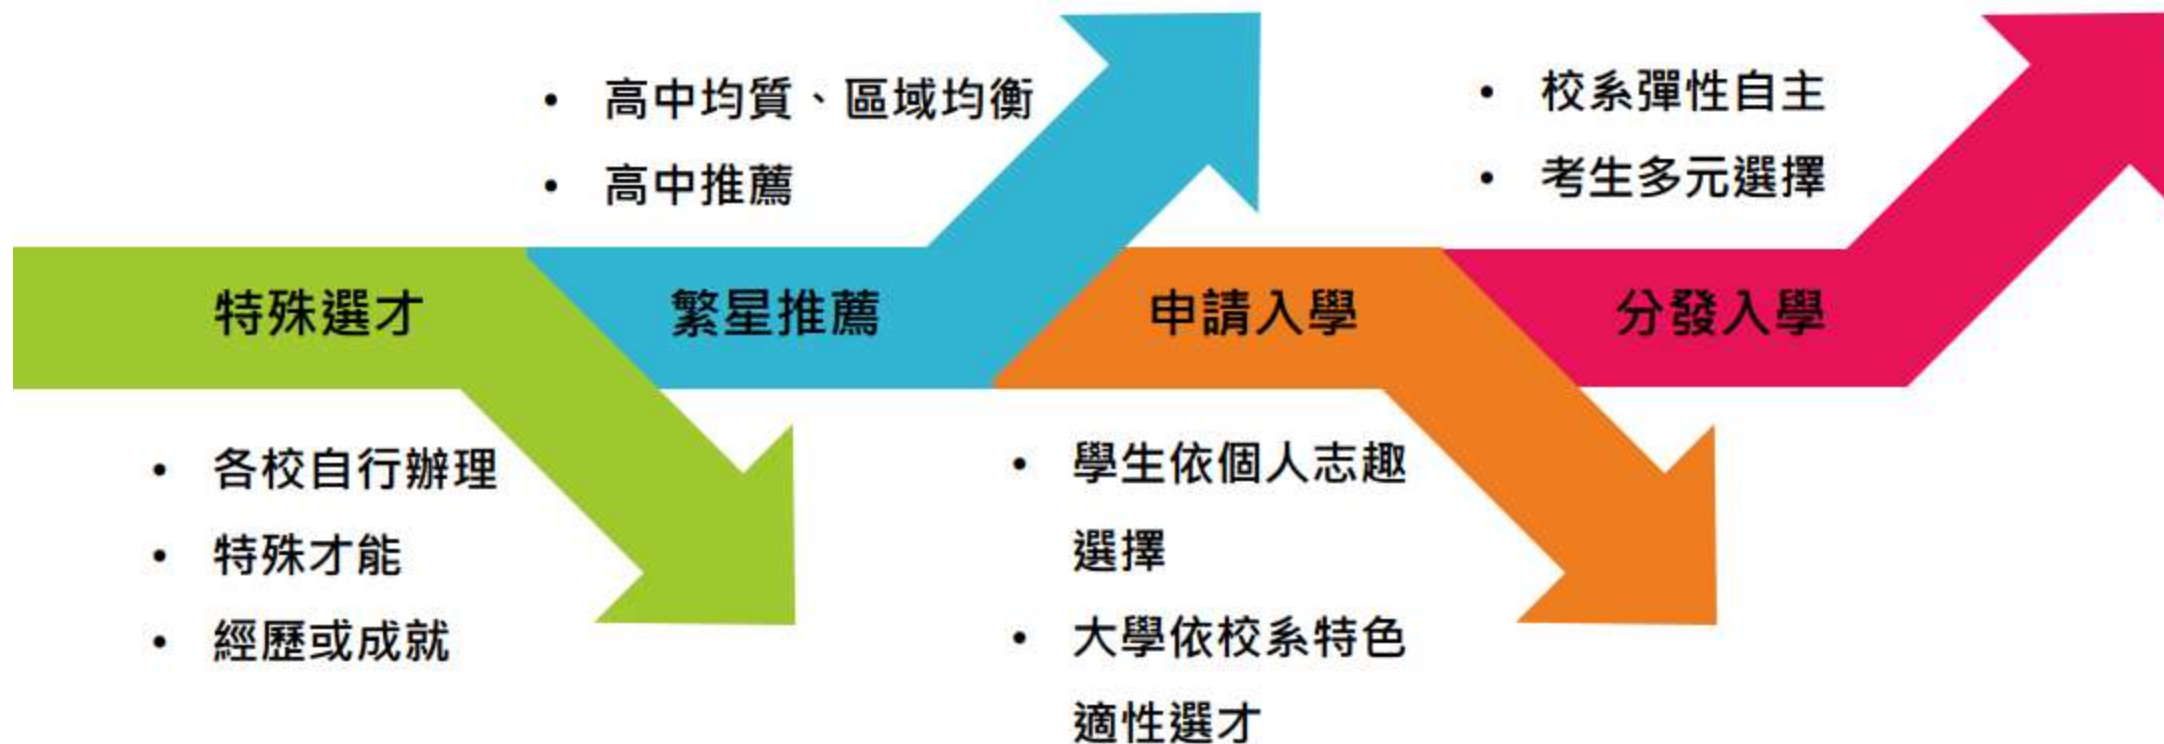 • 高中均質、區域均衡
• 高中推薦
• 校系彈性自主
• 考生多元選擇
特殊選才
繁星推薦
申請入學
分發入學
• 各校自行辦理
• 特殊才能
• 經歷或成就
• 學生依個人志趣
選擇
• 大學依校系特色
適性選才